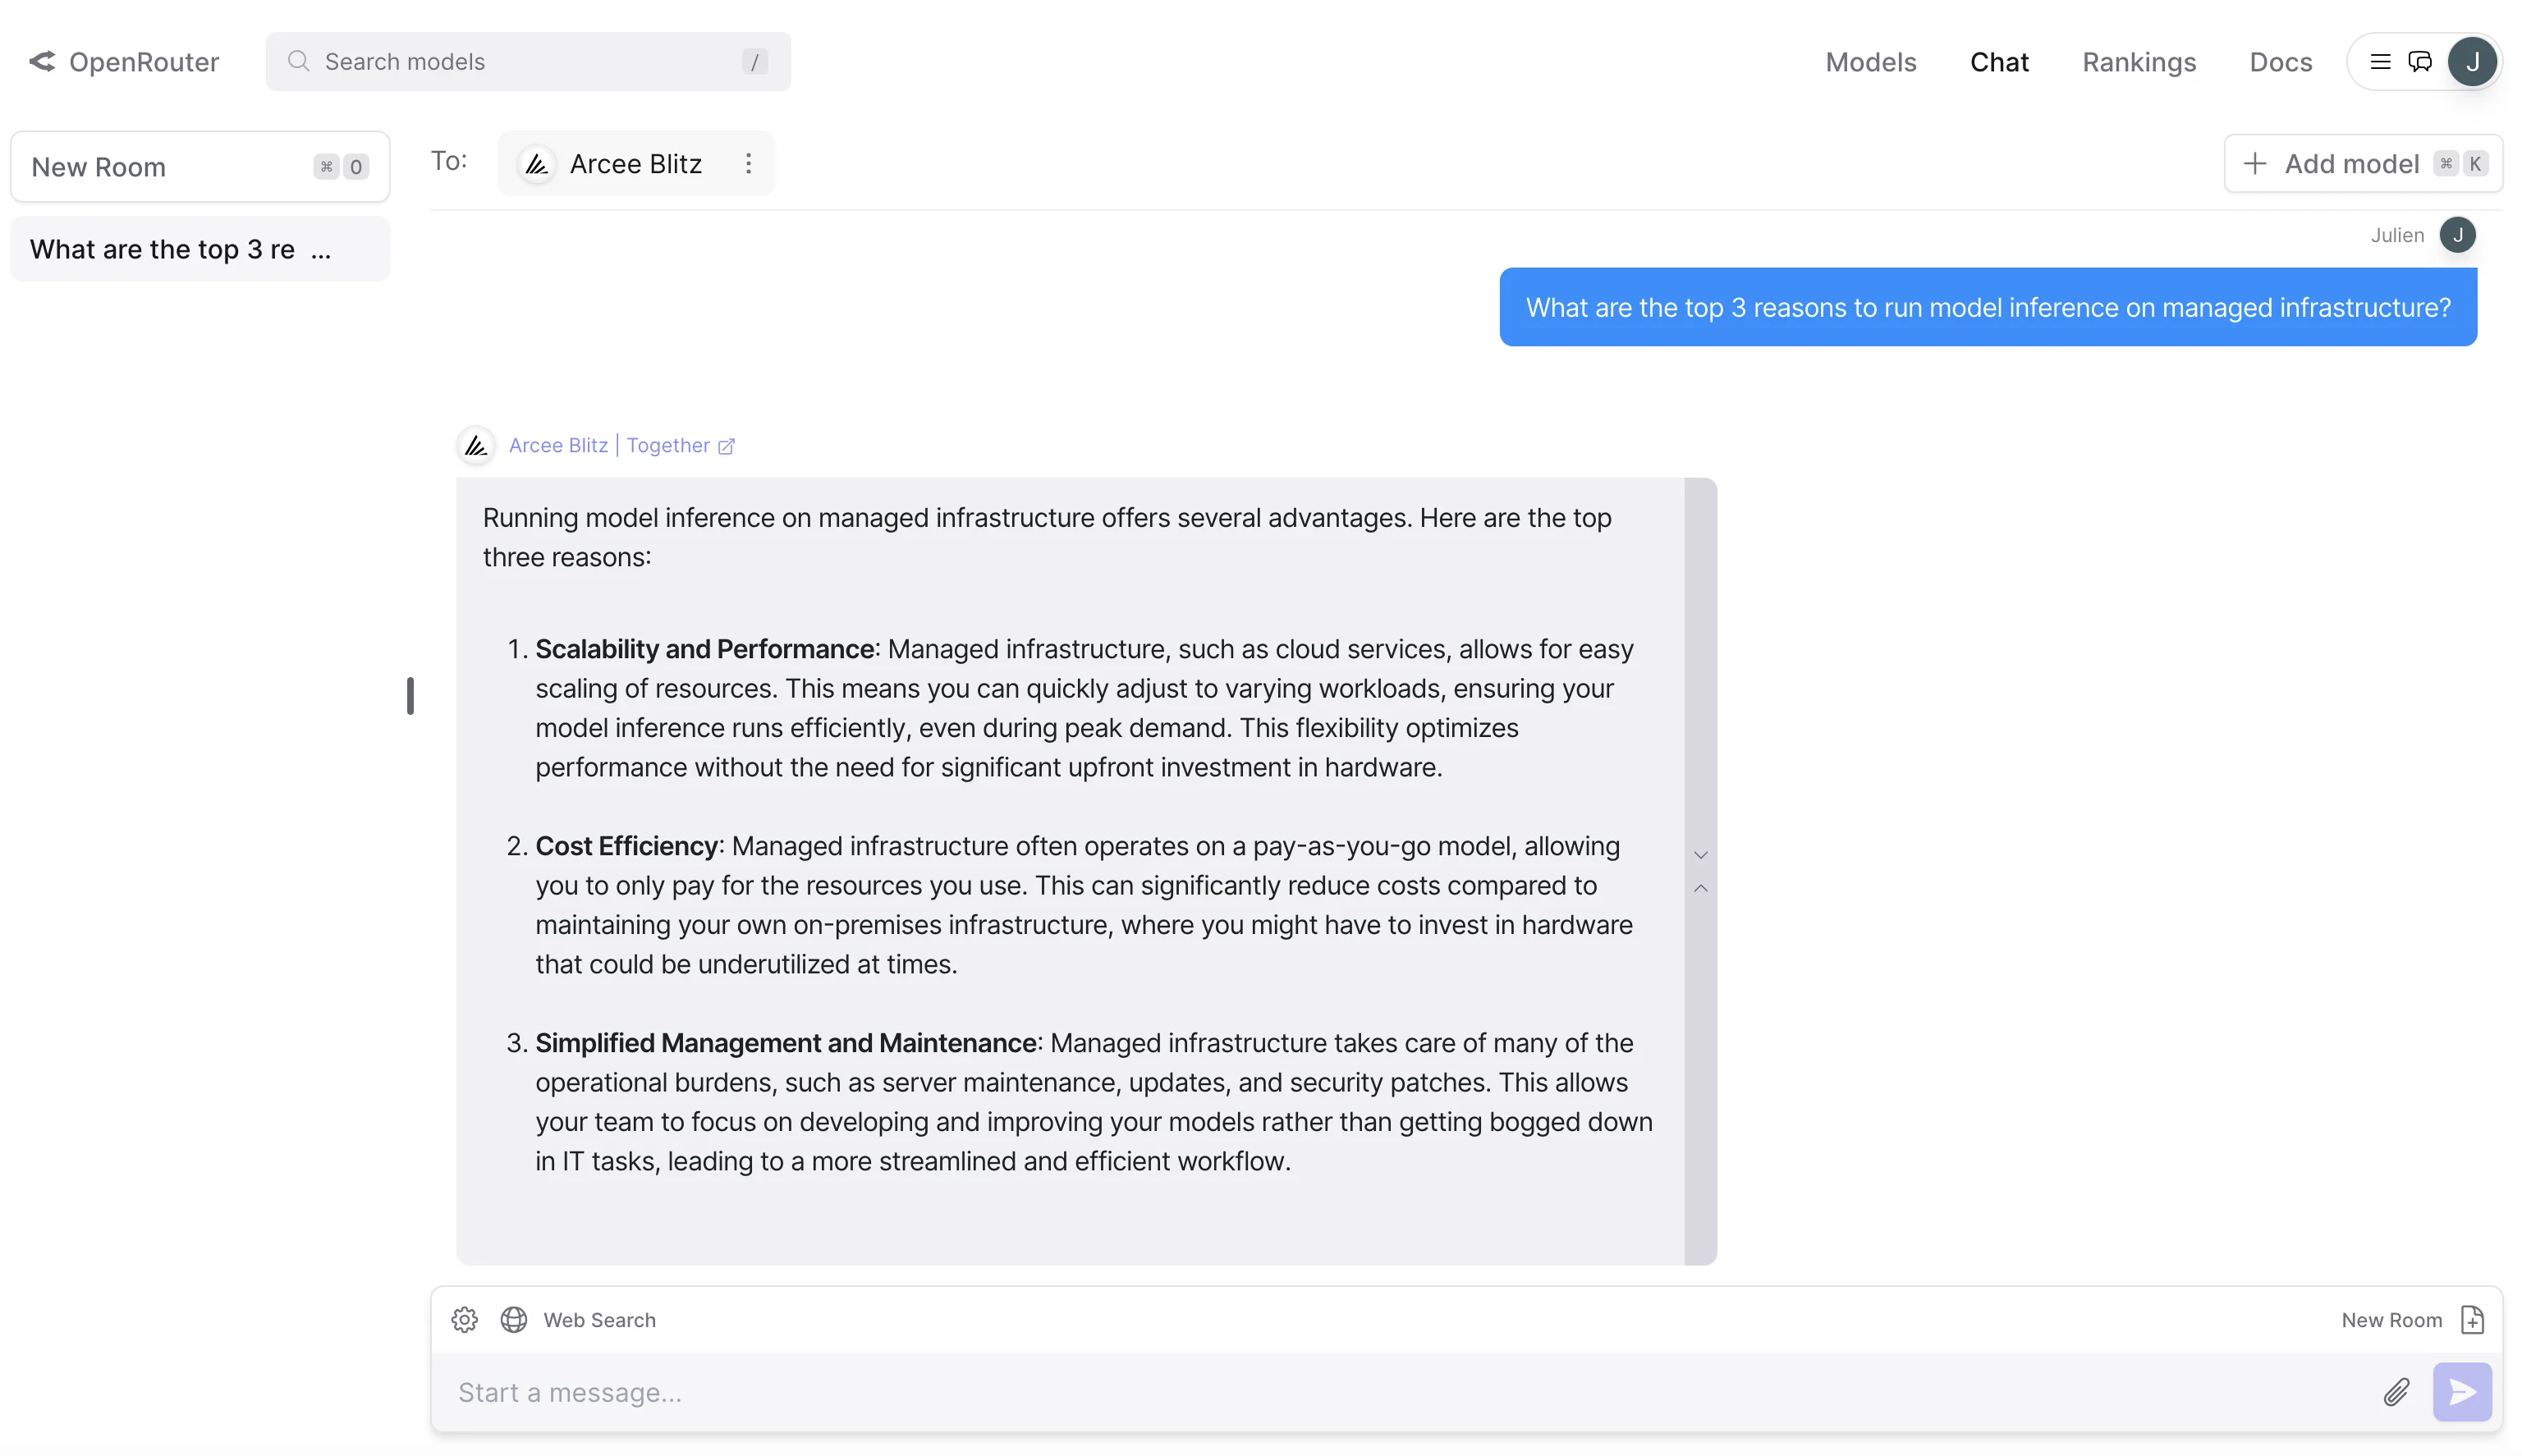 OpenRouter
Search models
/
Models
Chat
Rankings
Docs
J
New Room
⌘ O
What are the top 3 re ...
To:
Arcee Blitz
Add model
⌘ K
Julien
J
What are the top 3 reasons to run model inference on managed infrastructure?
Arcee Blitz | Together
Running model inference on managed infrastructure offers several advantages. Here are the top
three reasons:
1. Scalability and Performance: Managed infrastructure, such as cloud services, allows for easy
scaling of resources. This means you can quickly adjust to varying workloads, ensuring your
model inference runs efficiently, even during peak demand. This flexibility optimizes
performance without the need for significant upfront investment in hardware.
2. Cost Efficiency: Managed infrastructure often operates on a pay-as-you-go model, allowing
you to only pay for the resources you use. This can significantly reduce costs compared to
maintaining your own on-premises infrastructure, where you might have to invest in hardware
that could be underutilized at times.
3. Simplified Management and Maintenance: Managed infrastructure takes care of many of the
operational burdens, such as server maintenance, updates, and security patches. This allows
your team to focus on developing and improving your models rather than getting bogged down
in IT tasks, leading to a more streamlined and efficient workflow.
Web Search
New Room
Start a message...